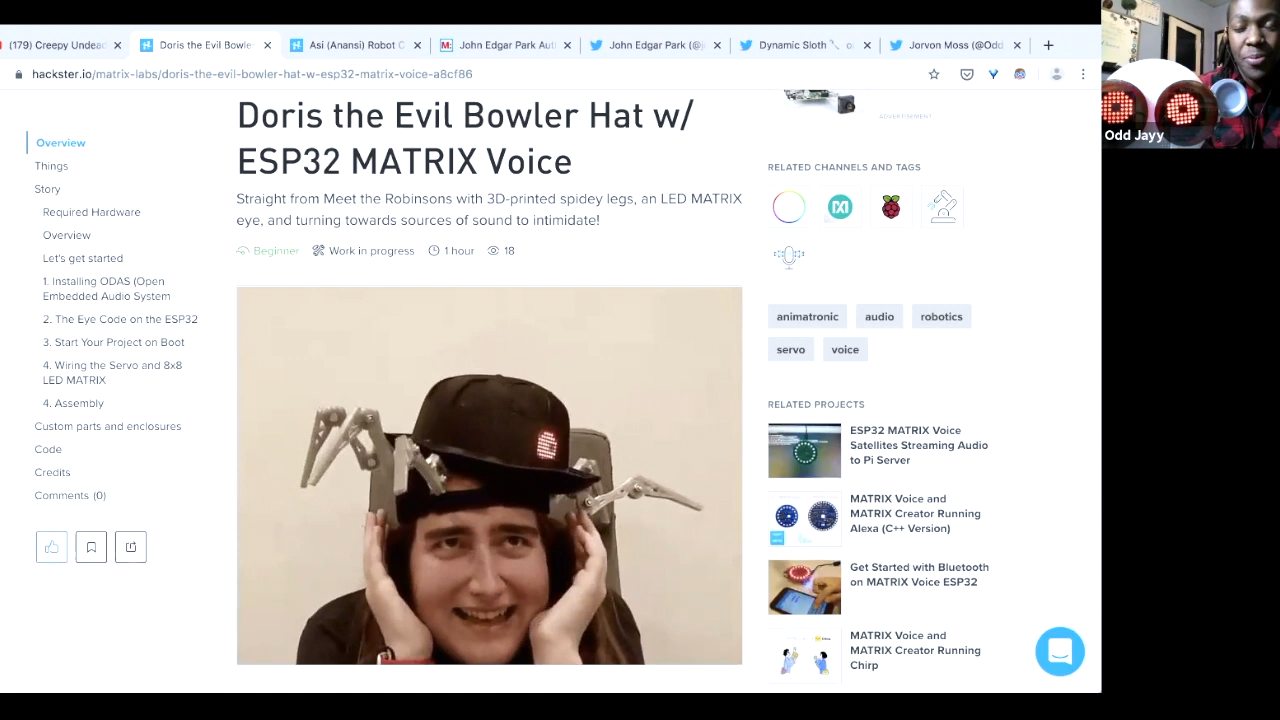 (179) Creepy Undead
Doris the Evil Bowle
Asi (Anansi) Robot C
John Edgar Park Aut
John Edgar Park (@j
Dynamic Sloth
Jorvon Moss (@Odd
hackster.io/matrix-labs/doris-the-evil-bowler-hat-w-esp32-matrix-voice-a8cf86
Odd Jayy
Overview
Things
Story
Required Hardware
Overview
Let's get started
1. Installing ODAS (Open
Embedded Audio System
2. The Eye Code on the ESP32
3. Start Your Project on Boot
4. Wiring the Servo and 8x8
LED MATRIX
4. Assembly
Custom parts and enclosures
Code
Credits
Comments (0)
Doris the Evil Bowler Hat w/
ESP32 MATRIX Voice
Straight from Meet the Robinsons with 3D-printed spidey legs, an LED MATRIX
eye, and turning towards sources of sound to intimidate!
Beginner Work in progress 1 hour 18
ADVERTISEMENT
RELATED CHANNELS AND TAGS
animatronic audio robotics
servo voice
RELATED PROJECTS
ESP32 MATRIX Voice
Satellites Streaming Audio
to Pi Server
MATRIX Voice and
MATRIX Creator Running
Alexa (C++ Version)
Get Started with Bluetooth
on MATRIX Voice ESP32
MATRIX Voice and
MATRIX Creator Running
Chirp